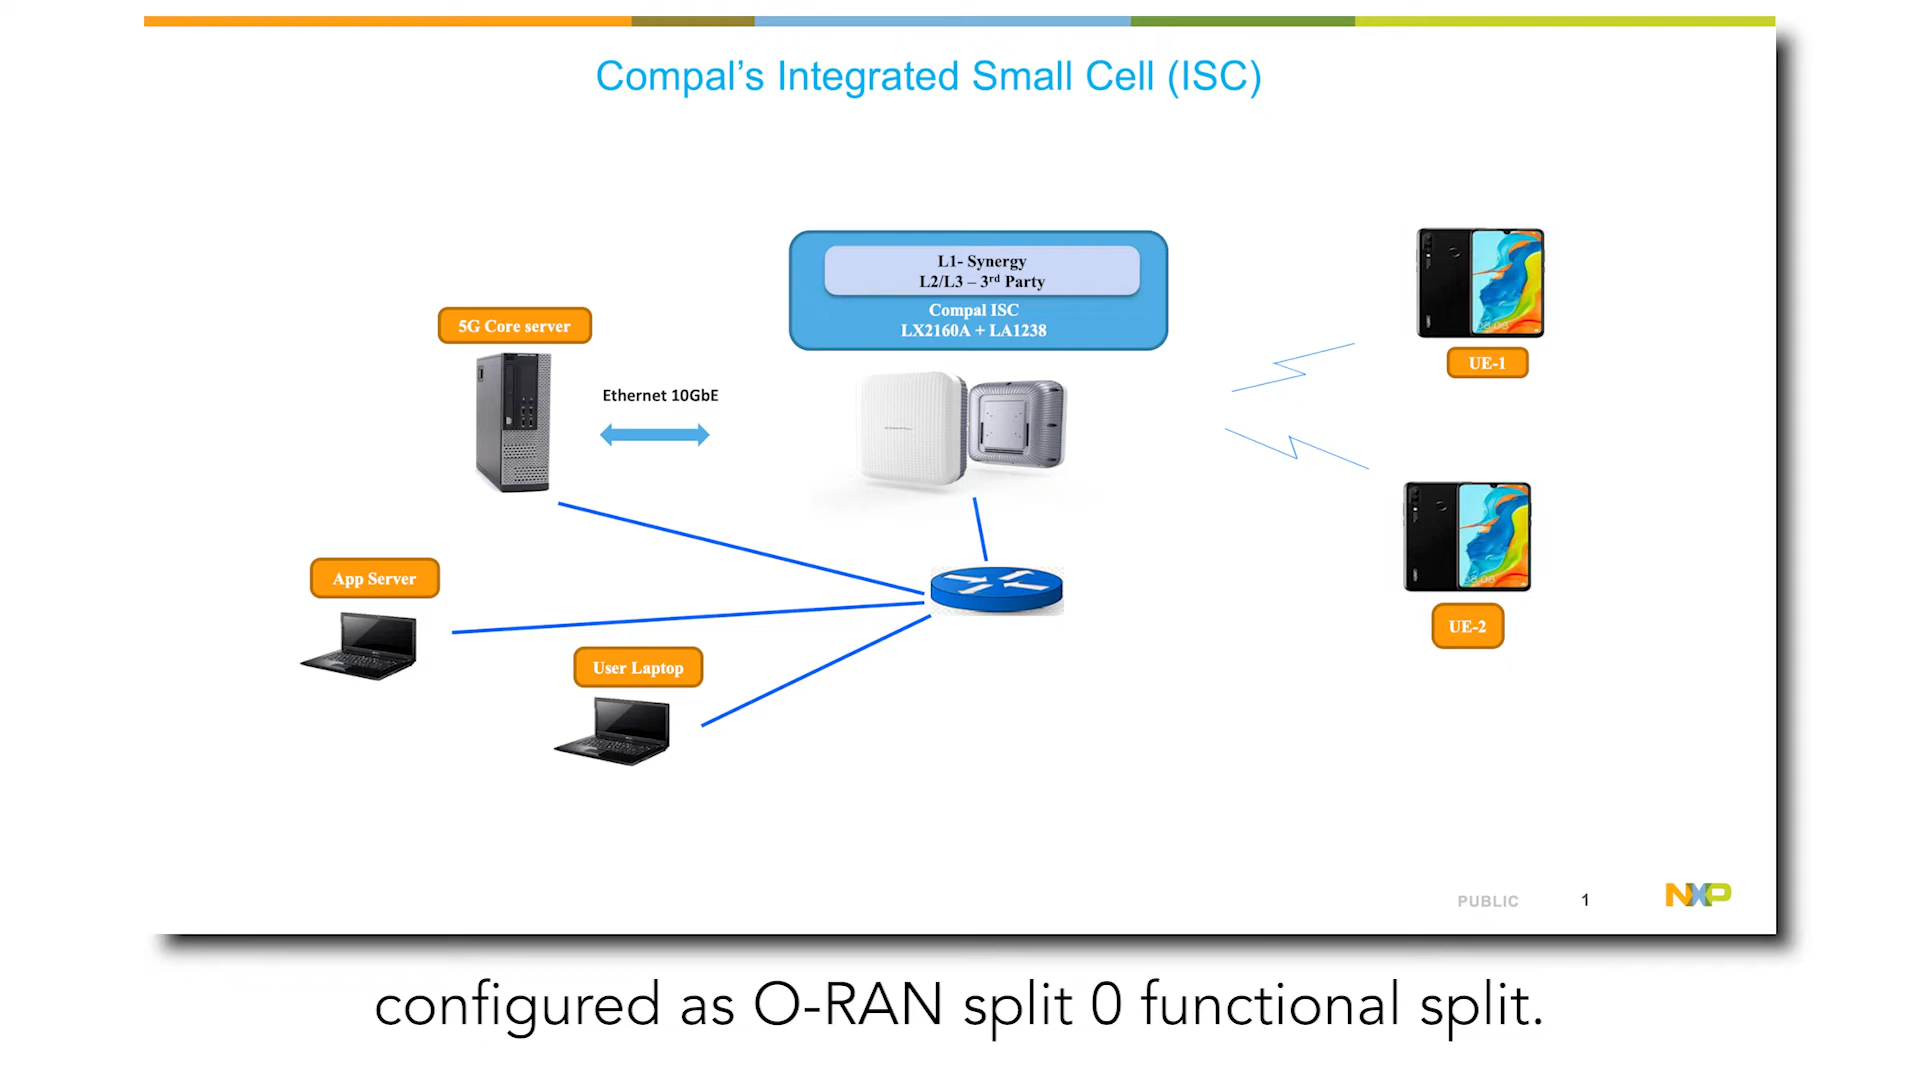 Compal’s Integrated Small Cell (ISC)
L1- Synergy
L2/L3 – 3rd Party
Compal ISC
LX2160A + LA1238
5G Core server
Ethernet 10GbE
UE-1
App Server
User Laptop
UE-2
PUBLIC
1
NXP
configured as O-RAN split 0 functional split.